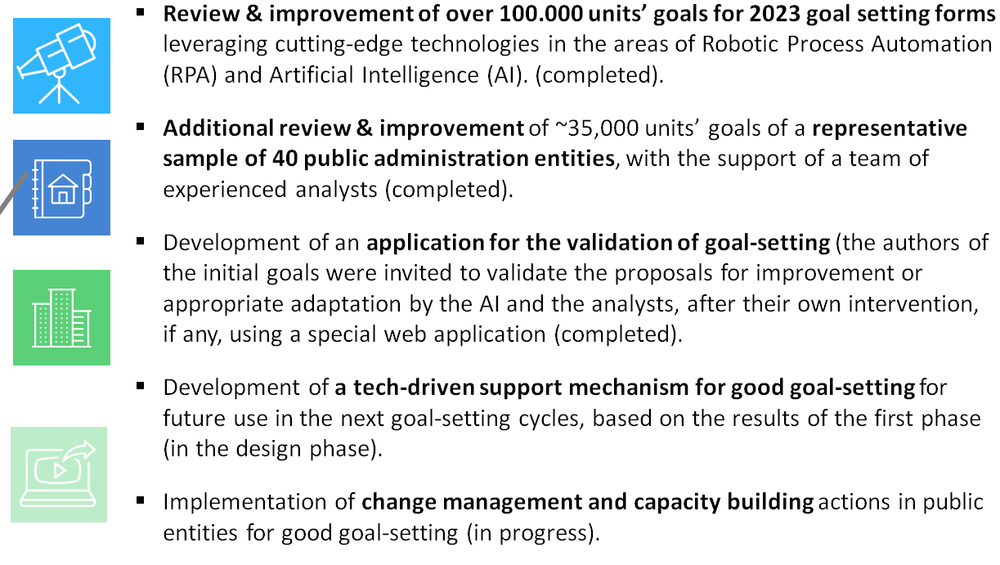 ▪ Review & improvement of over 100.000 units’ goals for 2023 goal setting forms
leveraging cutting-edge technologies in the areas of Robotic Process Automation
(RPA) and Artificial Intelligence (AI). (completed).
▪ Additional review & improvement of ~35,000 units’ goals of a representative
sample of 40 public administration entities, with the support of a team of
experienced analysts (completed).
▪ Development of an application for the validation of goal-setting (the authors of
the initial goals were invited to validate the proposals for improvement or
appropriate adaptation by the AI and the analysts, after their own intervention,
if any, using a special web application (completed).
▪ Development of a tech-driven support mechanism for good goal-setting for
future use in the next goal-setting cycles, based on the results of the first phase
(in the design phase).
▪ Implementation of change management and capacity building actions in public
entities for good goal-setting (in progress).